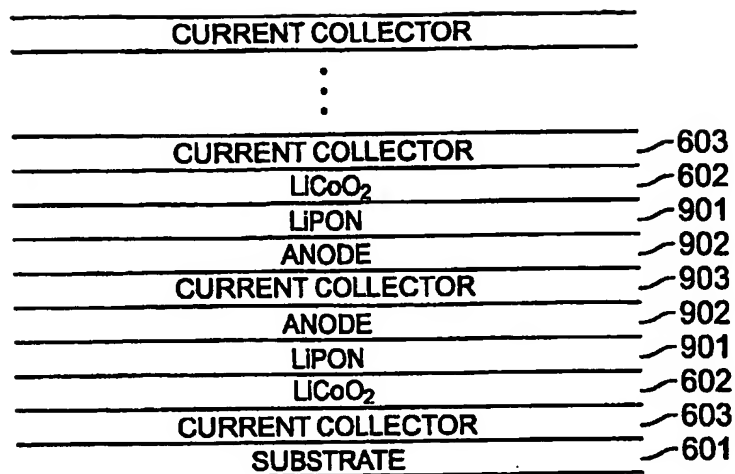 CURRENT COLLECTOR
CURRENT COLLECTOR 603
LiCoO₂ 602
LiPON 901
ANODE 902
CURRENT COLLECTOR 903
ANODE 902
LiPON 901
LiCoO₂ 602
CURRENT COLLECTOR 603
SUBSTRATE 601